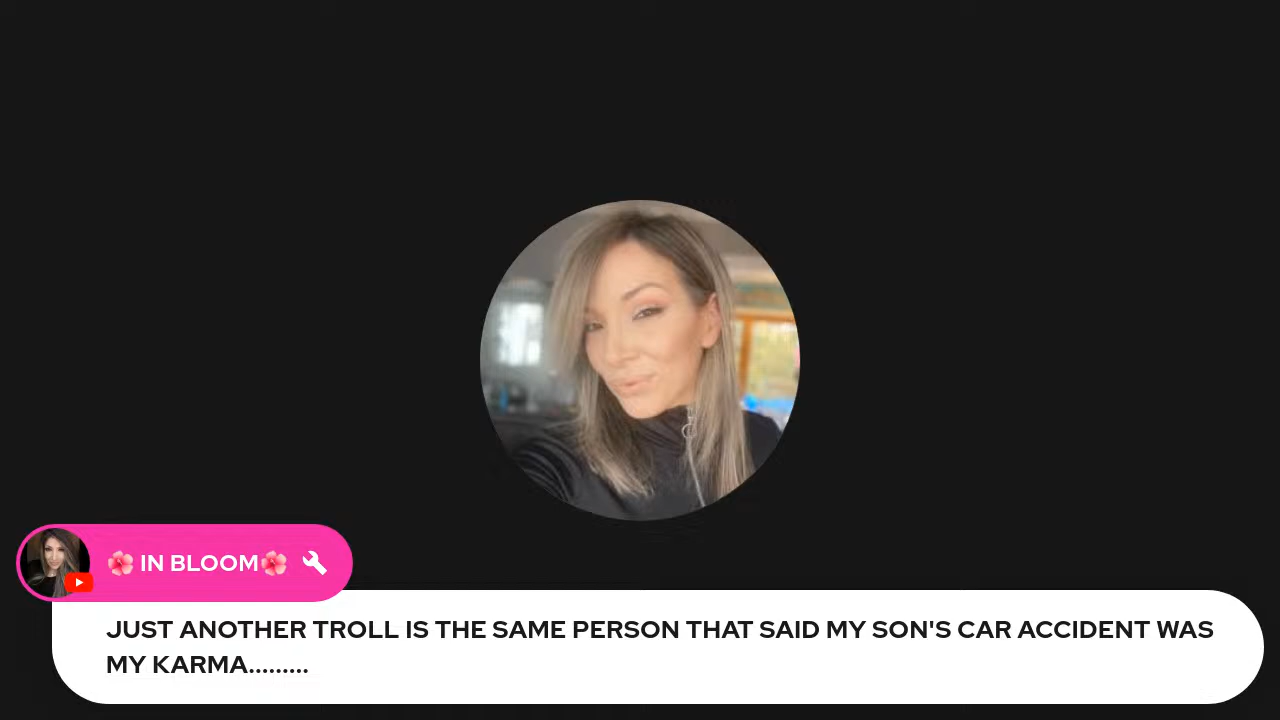 🌺 IN BLOOM🌺
JUST ANOTHER TROLL IS THE SAME PERSON THAT SAID MY SON'S CAR ACCIDENT WAS
MY KARMA.........